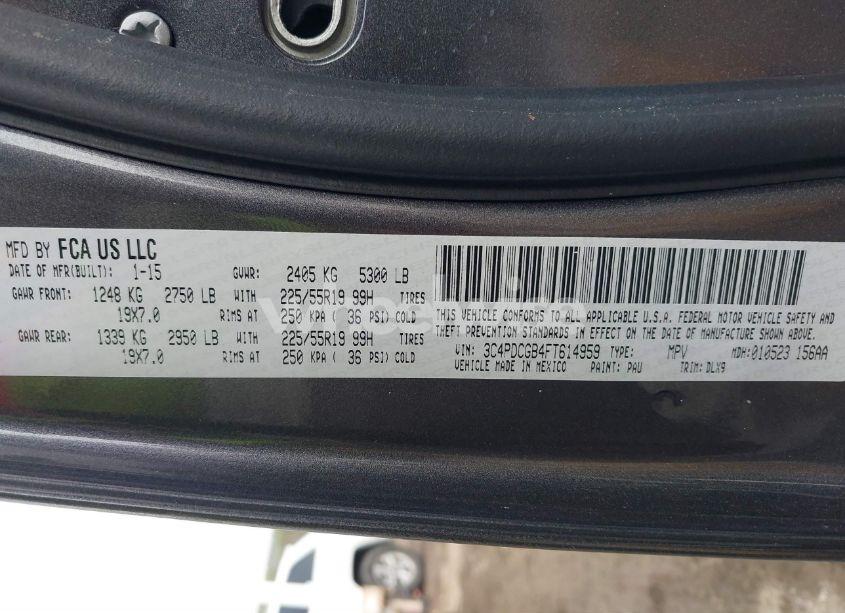 MFD BY FCA US LLC
DATE OF MFR(BUILT): 1-15 GVWR: 2405 KG 5300 LB
GAWR FRONT: 1248 KG 2750 LB WITH 225/55R19 99H TIRES
19X7.0 RIMS AT 250 KPA ( 36 PSI) COLD
GAWR REAR: 1339 KG 2950 LB WITH 225/55R19 99H TIRES
19X7.0 RIMS AT 250 KPA ( 36 PSI) COLD
THIS VEHICLE CONFORMS TO ALL APPLICABLE U.S.A. FEDERAL MOTOR VEHICLE SAFETY AND
THEFT PREVENTION STANDARDS IN EFFECT ON THE DATE OF MANUFACTURE SHOWN ABOVE.
VIN: 3C4PDCGB4FT614959 TYPE: MPV MDH:010523 156AA
VEHICLE MADE IN MEXICO PAINT: PAU TRIM: DLX9